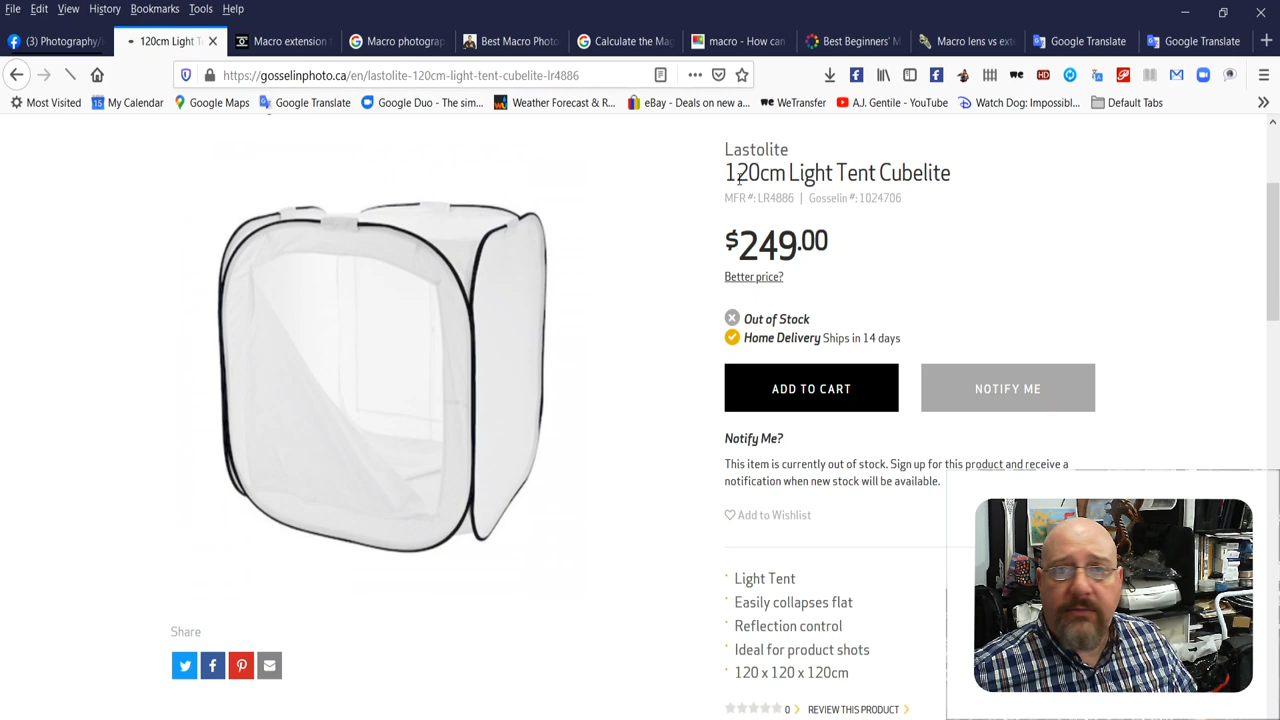 File Edit View History Bookmarks Tools Help
(3) Photography/
120cm Light T
Macro extension
Macro photograp
Best Macro Photo
Calculate the Mag
macro - How can
Best Beginners' M
Macro lens vs ext
Google Translate
Google Translate
https://gosselinphoto.ca/en/lastolite-120cm-light-tent-cubelite-lr4886
Most Visited
My Calendar
Google Maps
Google Translate
Google Duo - The sim...
Weather Forecast & R...
eBay - Deals on new a...
WeTransfer
A.J. Gentile - YouTube
Watch Dog: Impossibl...
Default Tabs
Lastolite
120cm Light Tent Cubelite
MFR #: LR4886 | Gosselin #: 1024706
$249.00
Better price?
Out of Stock
Home Delivery Ships in 14 days
ADD TO CART
NOTIFY ME
Notify Me?
This item is currently out of stock. Sign up for this product and receive a
notification when new stock will be available.
Add to Wishlist
Light Tent
Easily collapses flat
Reflection control
Ideal for product shots
120 x 120 x 120cm
0 REVIEW THIS PRODUCT
Share